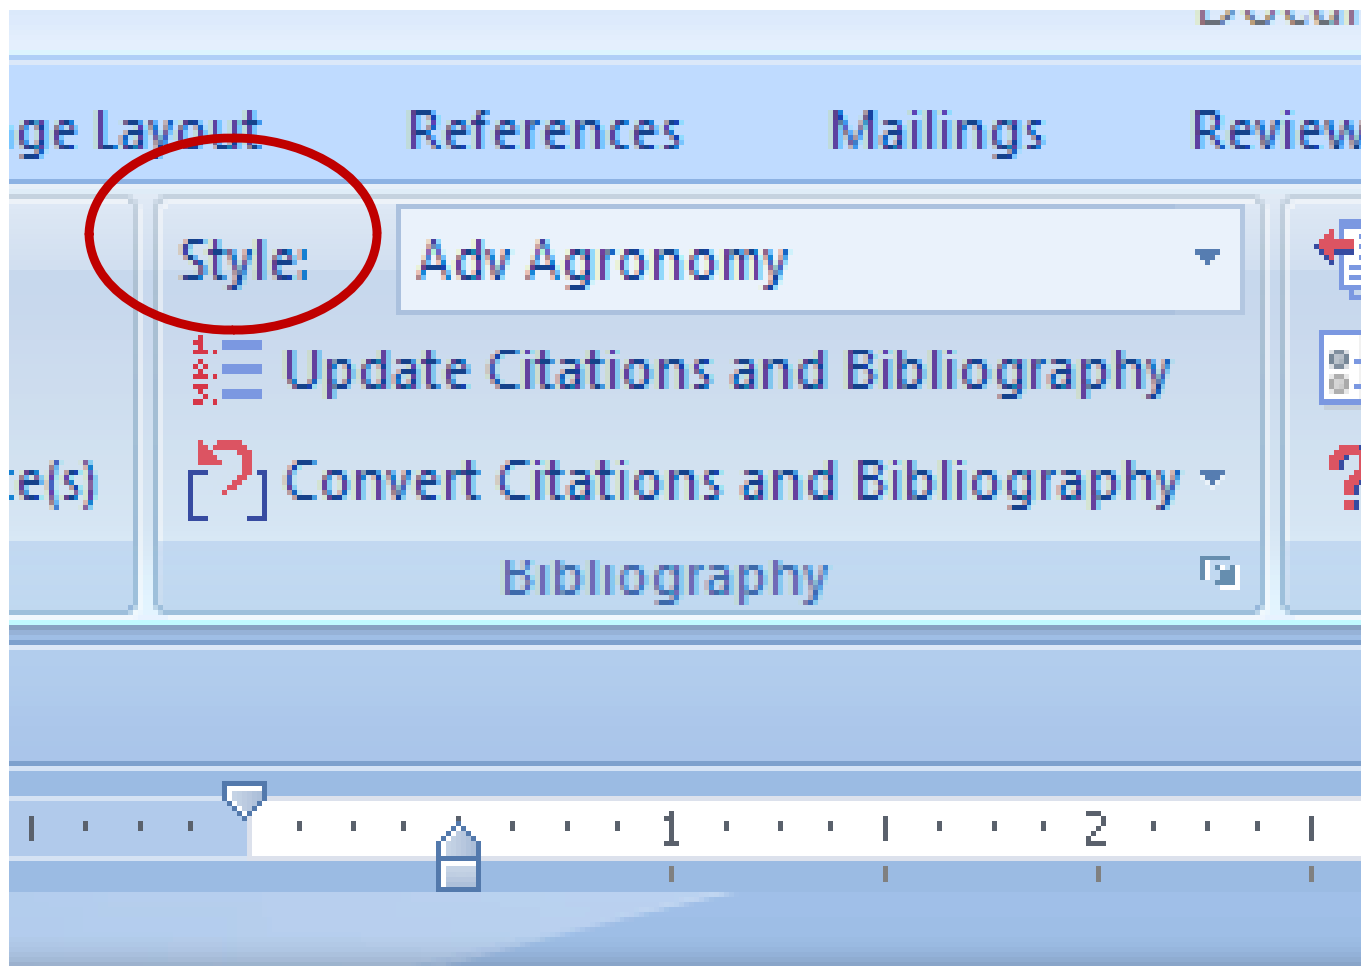 ge Layout References Mailings Review
Style: Adv Agronomy
Update Citations and Bibliography
e(s) Convert Citations and Bibliography
Bibliography
1 2